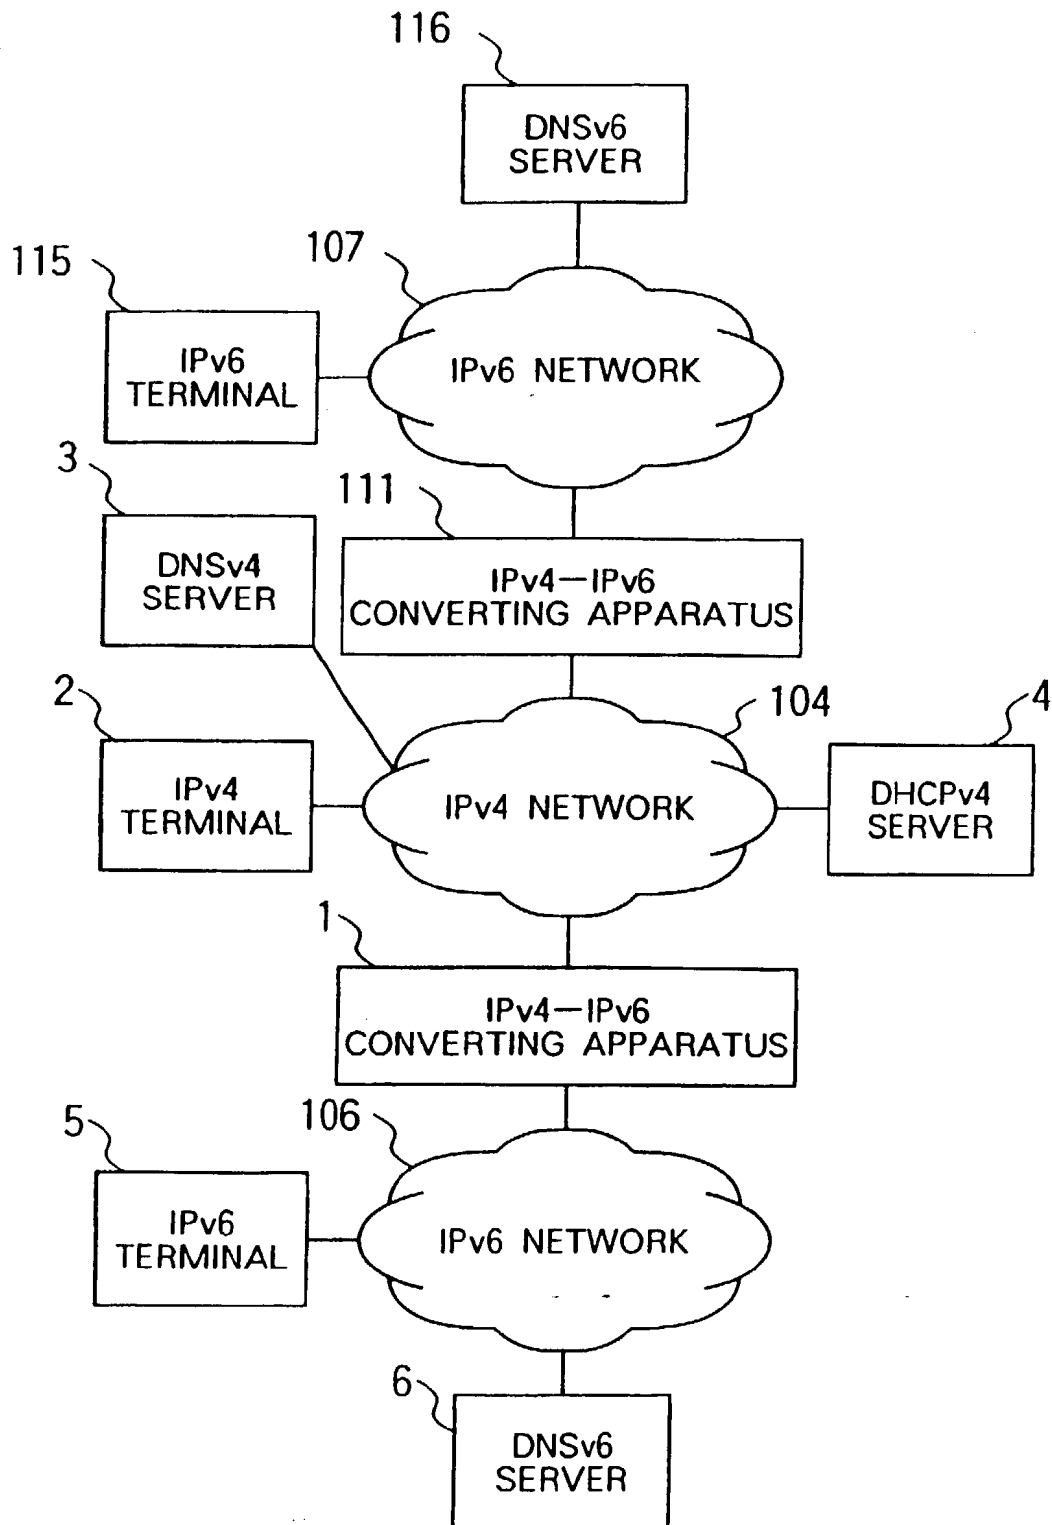 116
DNSv6
SERVER
107
115
IPv6
TERMINAL
IPv6 NETWORK
3
111
DNSv4
SERVER
IPv4-IPv6
CONVERTING APPARATUS
2
104
4
IPv4
TERMINAL
IPv4 NETWORK
DHCPv4
SERVER
1
IPv4-IPv6
CONVERTING APPARATUS
106
5
IPv6
TERMINAL
IPv6 NETWORK
6
DNSv6
SERVER